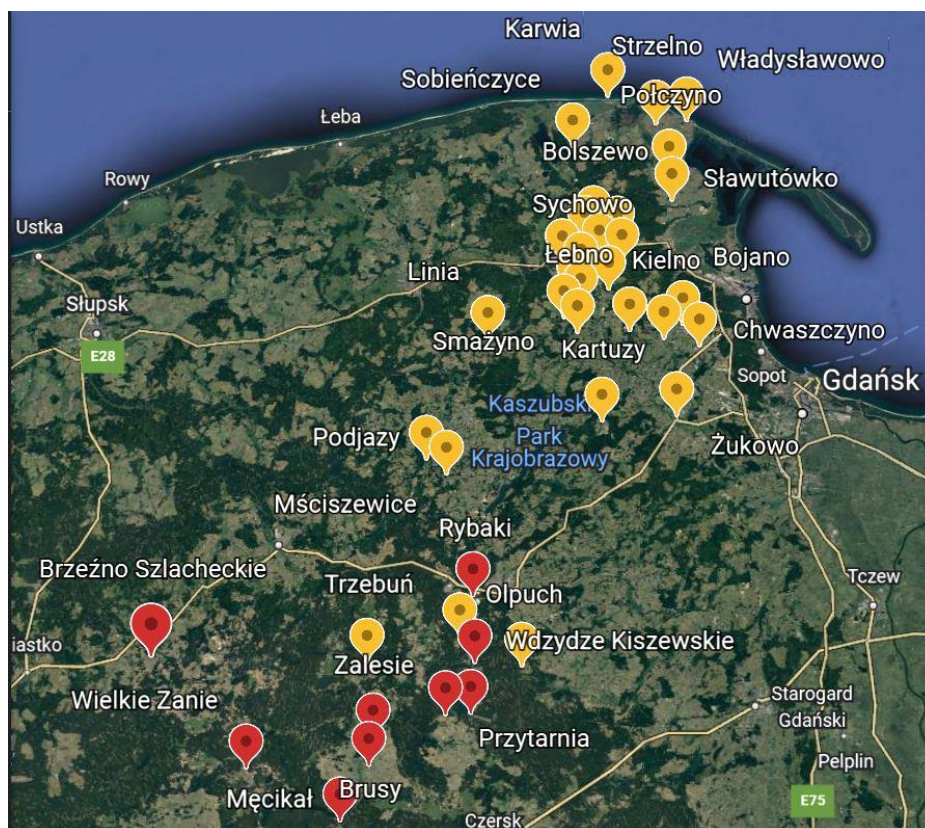 Karwia
Strzelno
Władysławowo
Sobieńczyce
Połczyno
Łeba
Bolszewo
Rowy
Sławutówko
Sychowo
Ustka
Łebno
Kielno
Bojano
Linia
Słupsk
Smażyno
Kartuzy
Chwaszczyno
E28
Sopot
Gdańsk
Kaszubski
Podjazy
Park
Krajobrazowy
Żukowo
Mściszewice
Rybaki
Brzeźno Szlacheckie
Trzebuń
Olpuch
Tczew
iastko
Wdzydze Kiszewskie
Zalesie
Wielkie Zanie
Starogard
Gdański
Przytarnia
Pelplin
Męcikał
Brusy
E75
Czersk